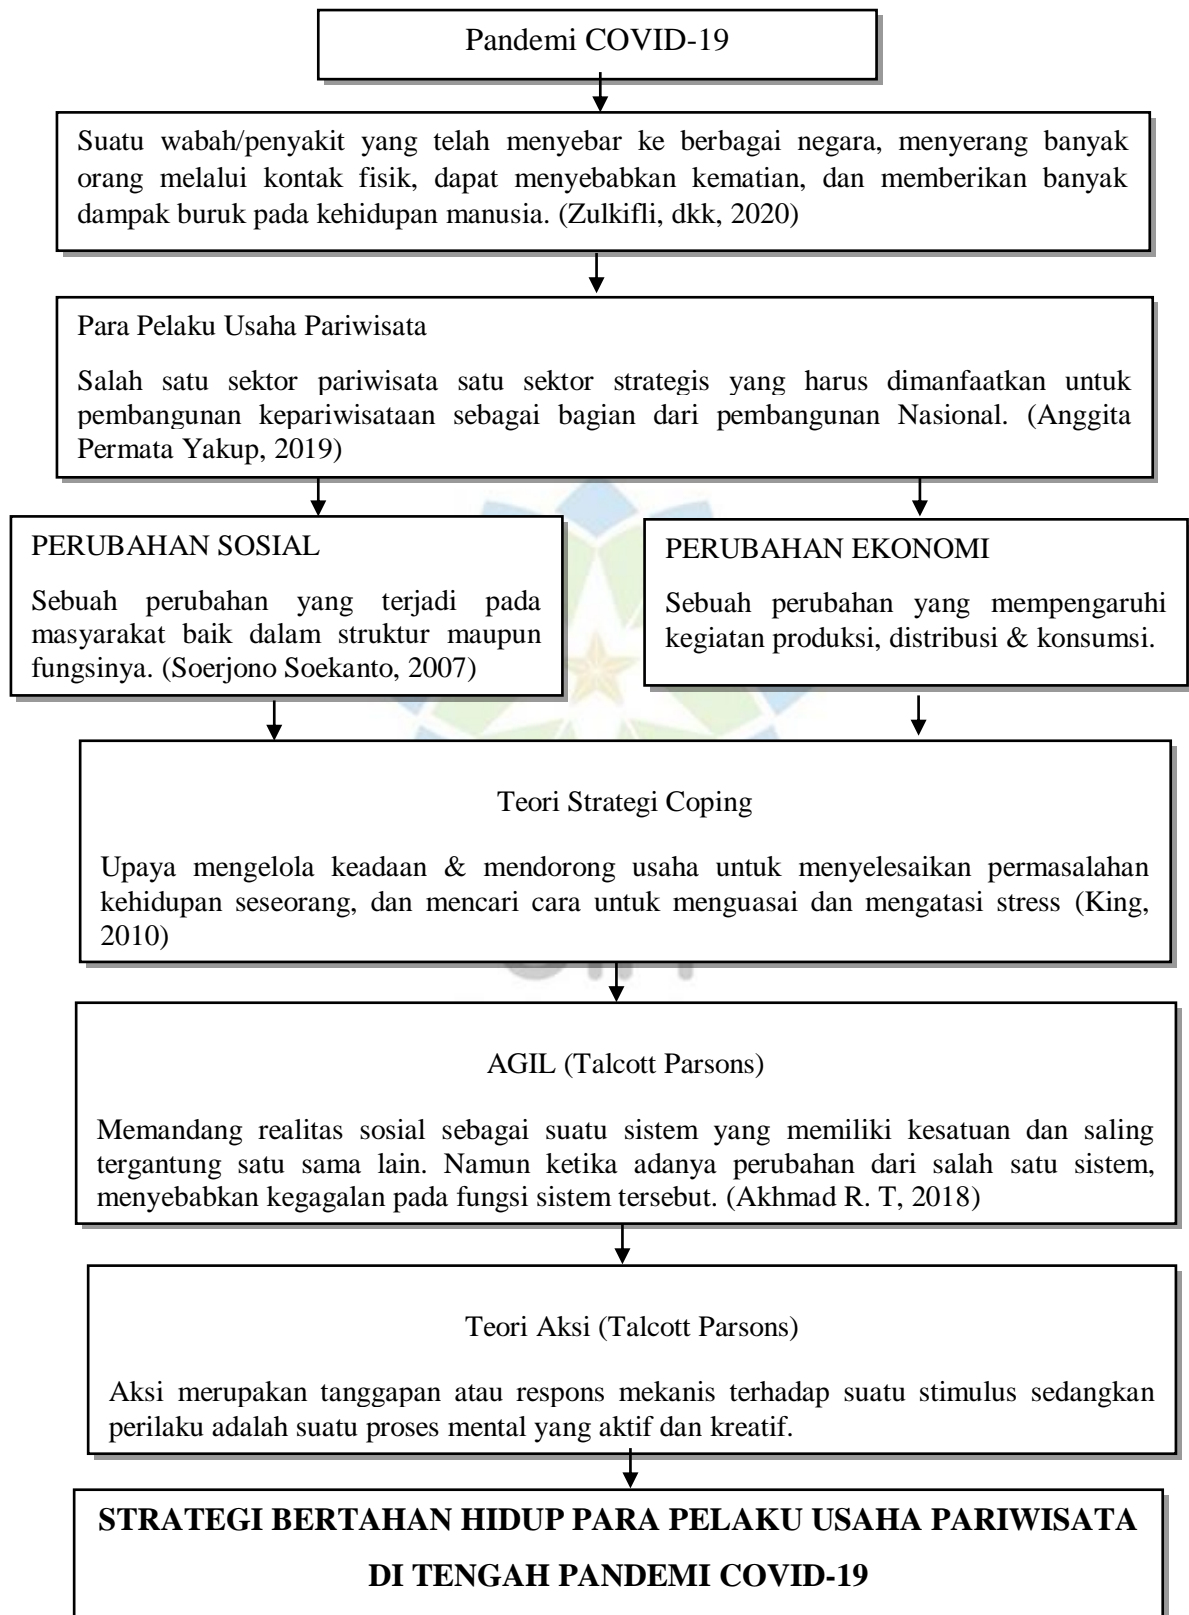 Pandemi COVID-19
Suatu wabah/penyakit yang telah menyebar ke berbagai negara, menyerang banyak
orang melalui kontak fisik, dapat menyebabkan kematian, dan memberikan banyak
dampak buruk pada kehidupan manusia. (Zulkifli, dkk, 2020)
Para Pelaku Usaha Pariwisata
Salah satu sektor pariwisata satu sektor strategis yang harus dimanfaatkan untuk
pembangunan kepariwisataan sebagai bagian dari pembangunan Nasional. (Anggita
Permata Yakup, 2019)
PERUBAHAN SOSIAL
Sebuah perubahan yang terjadi pada
masyarakat baik dalam struktur maupun
fungsinya. (Soerjono Soekanto, 2007)
PERUBAHAN EKONOMI
Sebuah perubahan yang mempengaruhi
kegiatan produksi, distribusi & konsumsi.
Teori Strategi Coping
Upaya mengelola keadaan & mendorong usaha untuk menyelesaikan permasalahan
kehidupan seseorang, dan mencari cara untuk menguasai dan mengatasi stress (King,
2010)
AGIL (Talcott Parsons)
Memandang realitas sosial sebagai suatu sistem yang memiliki kesatuan dan saling
tergantung satu sama lain. Namun ketika adanya perubahan dari salah satu sistem,
menyebabkan kegagalan pada fungsi sistem tersebut. (Akhmad R. T, 2018)
Teori Aksi (Talcott Parsons)
Aksi merupakan tanggapan atau respons mekanis terhadap suatu stimulus sedangkan
perilaku adalah suatu proses mental yang aktif dan kreatif.
STRATEGI BERTAHAN HIDUP PARA PELAKU USAHA PARIWISATA
DI TENGAH PANDEMI COVID-19